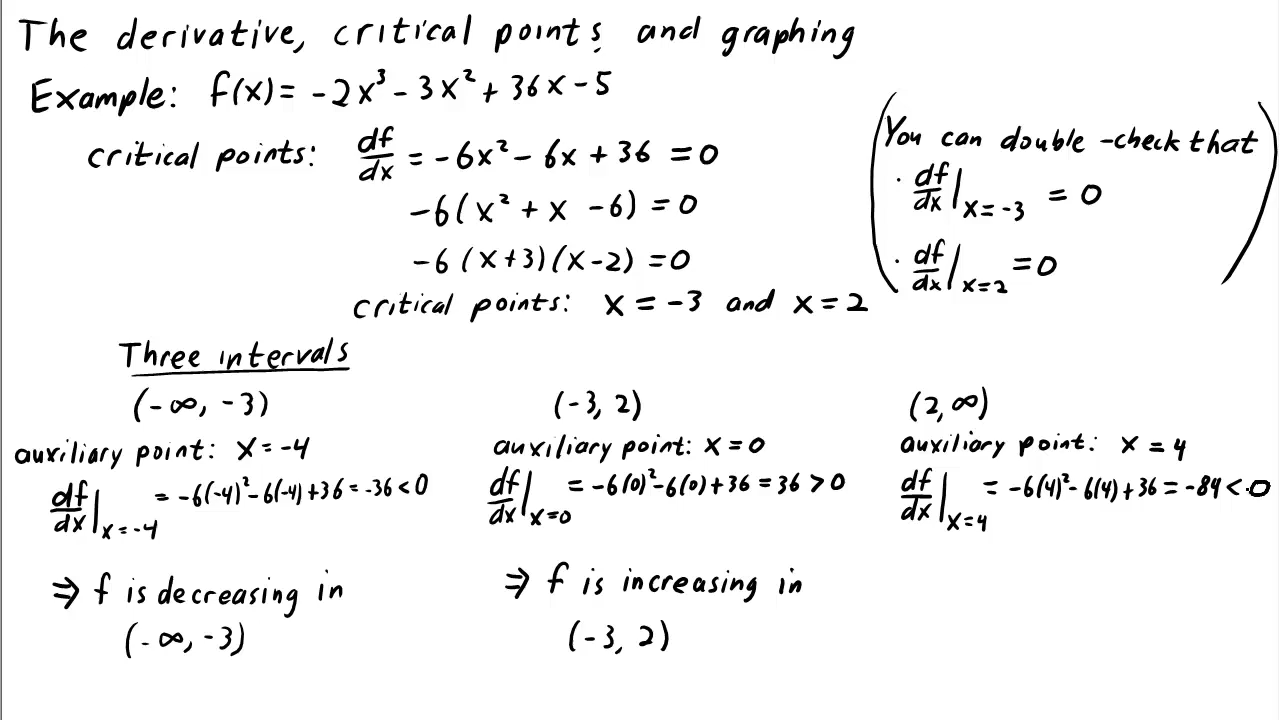 The derivative, critical points, and graphing
Example: f(x) = -2x³ - 3x² + 36x - 5
critical points: df/dx = -6x² - 6x + 36 = 0
-6(x² + x - 6) = 0
-6(x+3)(x-2) = 0
critical points: x = -3 and x = 2
(You can double-check that
· df/dx|x=-3 = 0
· df/dx|x=2 = 0)
Three intervals
(-∞, -3)
auxiliary point: x = -4
df/dx|x=-4 = -6(-4)² - 6(-4) + 36 = -36 < 0
⇒ f is decreasing in
(-∞, -3)
(-3, 2)
auxiliary point: x = 0
df/dx|x=0 = -6(0)² - 6(0) + 36 = 36 > 0
⇒ f is increasing in
(-3, 2)
(2, ∞)
auxiliary point: x = 4
df/dx|x=4 = -6(4)² - 6(4) + 36 = -84 < 0